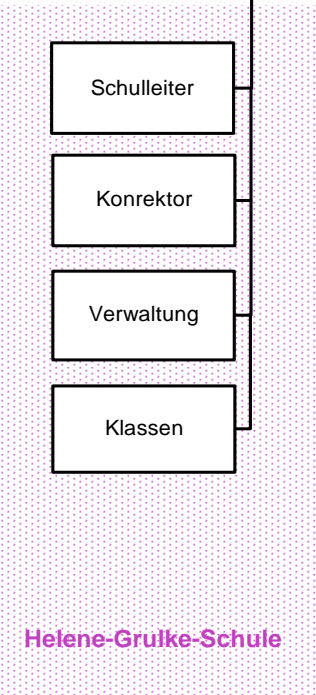 Schulleiter
Konrektor
Verwaltung
Klassen
Helene-Grulke-Schule